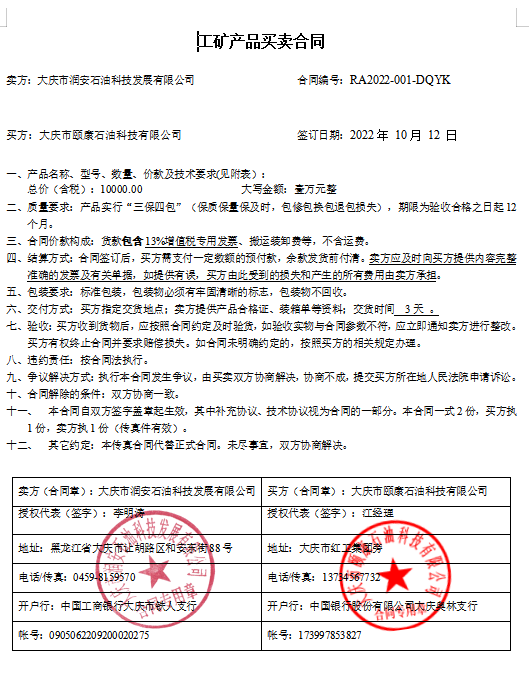 工矿产品买卖合同
卖方：大庆市润安石油科技发展有限公司 合同编号：RA2022-001-DQYK
买方：大庆市颐康石油科技有限公司 签订日期：2022年 10月 12 日
一、产品名称、型号、数量、价款及技术要求(见附表)：
总价（含税）：10000.00 大写金额：壹万元整
二、质量要求：产品实行“三保四包”（保质保量保及时，包修包换包退包损失），期限为验收合格之日起12
个月。
三、合同价款构成：货款包含13%增值税专用发票、搬运装卸费等，不含运费。
四、结算方式：合同签订后，买方需支付一定数额的预付款，余款发货前付清。卖方应及时向买方提供内容完整
准确的发票及有关单据，如提供有误，买方由此受到的损失和产生的所有费用由卖方承担。
五、包装要求：标准包装，包装物必须有牢固清晰的标志，包装物不回收。
六、交付方式：买方指定交货地点；卖方提供产品合格证、装箱单等资料；交货时间 3天 。
七、验收：买方收到货物后，应按照合同约定及时验货，如验收实物与合同参数不符，应立即通知卖方进行整改。
买方有权终止合同并要求赔偿损失。如合同未明确约定的，按照买方的相关规定办理。
八、违约责任：按合同法执行。
九、争议解决方式：执行本合同发生争议，由买卖双方协商解决，协商不成，提交买方所在地人民法院申请诉讼。
十、合同解除的条件：双方协商一致。
十一、 本合同自双方签字盖章起生效，其中补充协议、技术协议视为合同的一部分。本合同一式2份，买方执
1份，卖方执1份（传真件有效）。
十二、 其它约定：本传真合同代替正式合同。未尽事宜，双方协商解决。
卖方（合同章）：大庆市润安石油科技发展有限公司 买方（合同章）：大庆市颐康石油科技有限公司
授权代表（签字）：李明涛 授权代表（签字）：江经理
地址：黑龙江省大庆市让胡路区和安东街88号 地址：大庆市红卫集团旁
电话/传真：0459-8159570 电话/传真：13734567732
开户行：中国工商银行大庆市铁人支行 开户行：中国银行股份有限公司大庆奥林支行
帐号：0905062209200020275 帐号：173997853827
合同专用章
合同专用章